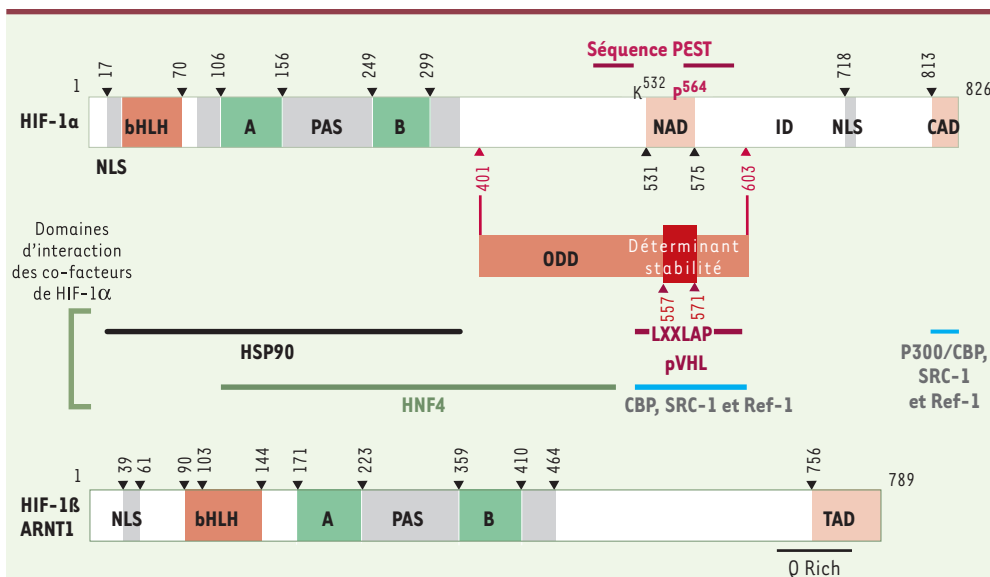 Séquence PEST
1 17 70 106 156 249 299 K532 P564 718 813 826
HIF-1α bHLH A PAS B NAD ID NLS CAD
NLS
401 531 575 603
Domaines
d'interaction
des co-facteurs
de HIF-1α
ODD
Déterminant
stabilité
557 571
LXXLAP
pVHL
HSP90
HNF4
CBP, SRC-1 et Ref-1
P300/CBP,
SRC-1
et Ref-1
1 39 61 90 103 144 171 223 359 410 464 756 789
HIF-1ß
ARNT1
NLS bHLH A PAS B TAD
Q Rich